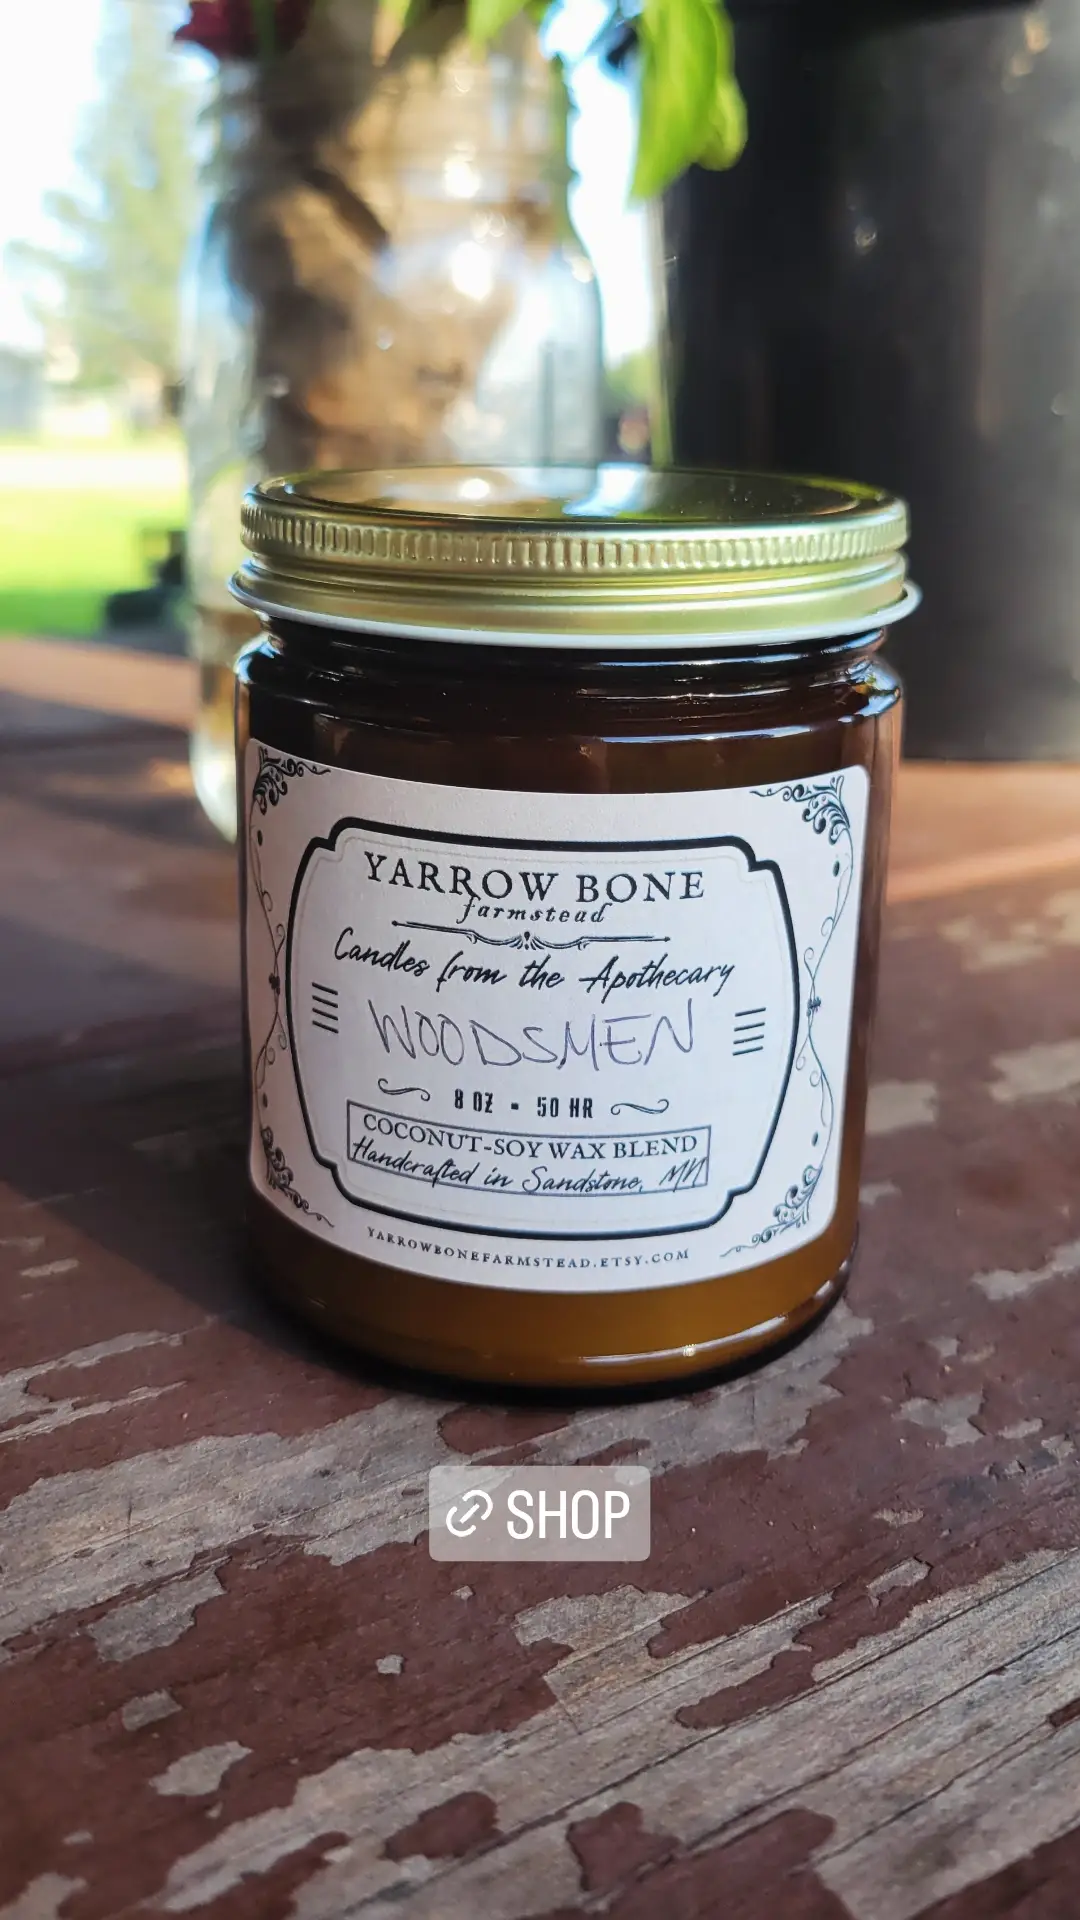 YARROW BONE
farmstead
Candles from the Apothecary
WOODSMEN
8 OZ - 50 HR
COCONUT-SOY WAX BLEND
Handcrafted in Sandstone, MN
YARROWBONEFARMSTEAD.ETSY.COM
SHOP